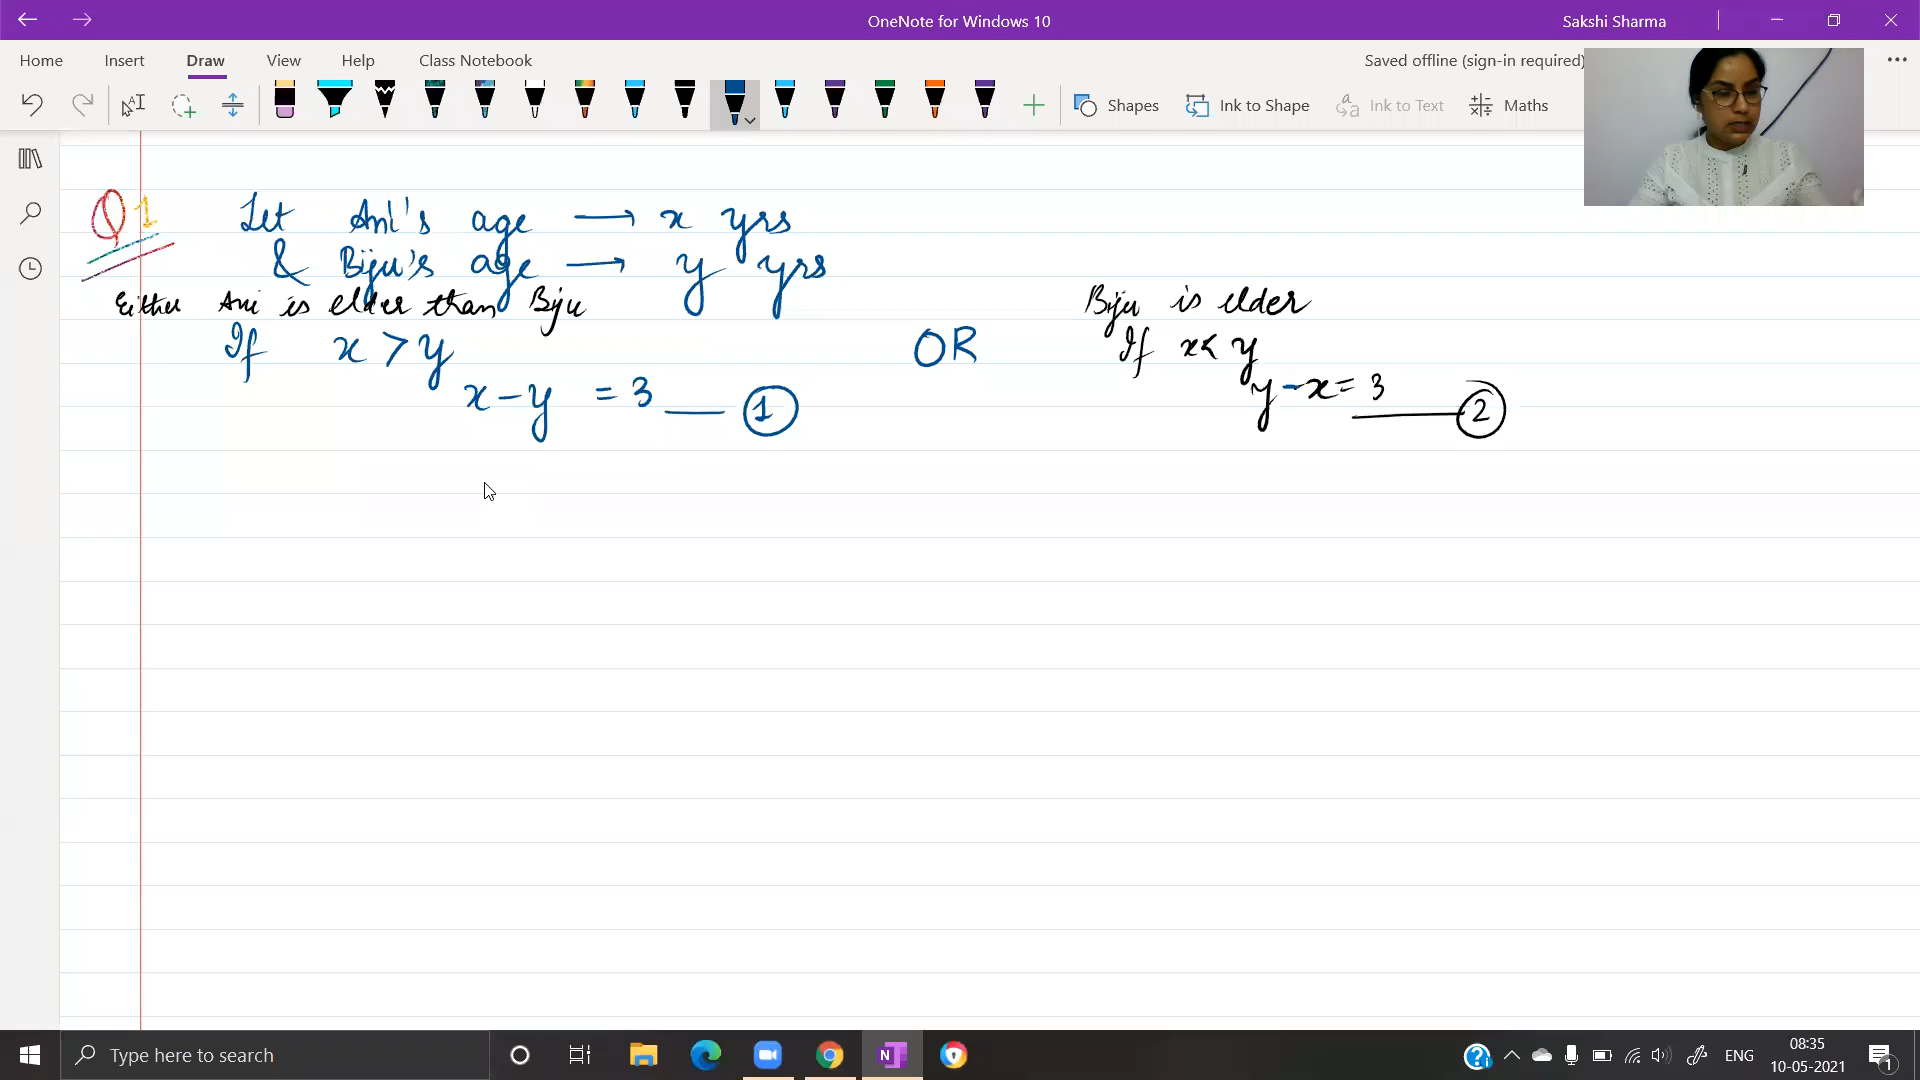 OneNote for Windows 10
Sakshi Sharma
Home Insert Draw View Help Class Notebook
Saved offline (sign-in required)
Shapes Ink to Shape Ink to Text Maths
Q1 Let Ani's age → x yrs
& Biju's age → y yrs
Either Ani is elder than Biju
Biju is elder
If x > y
OR
If x < y
x - y = 3 ___ 1
y - x = 3 ___ 2
Type here to search
ENG
08:35
10-05-2021
1